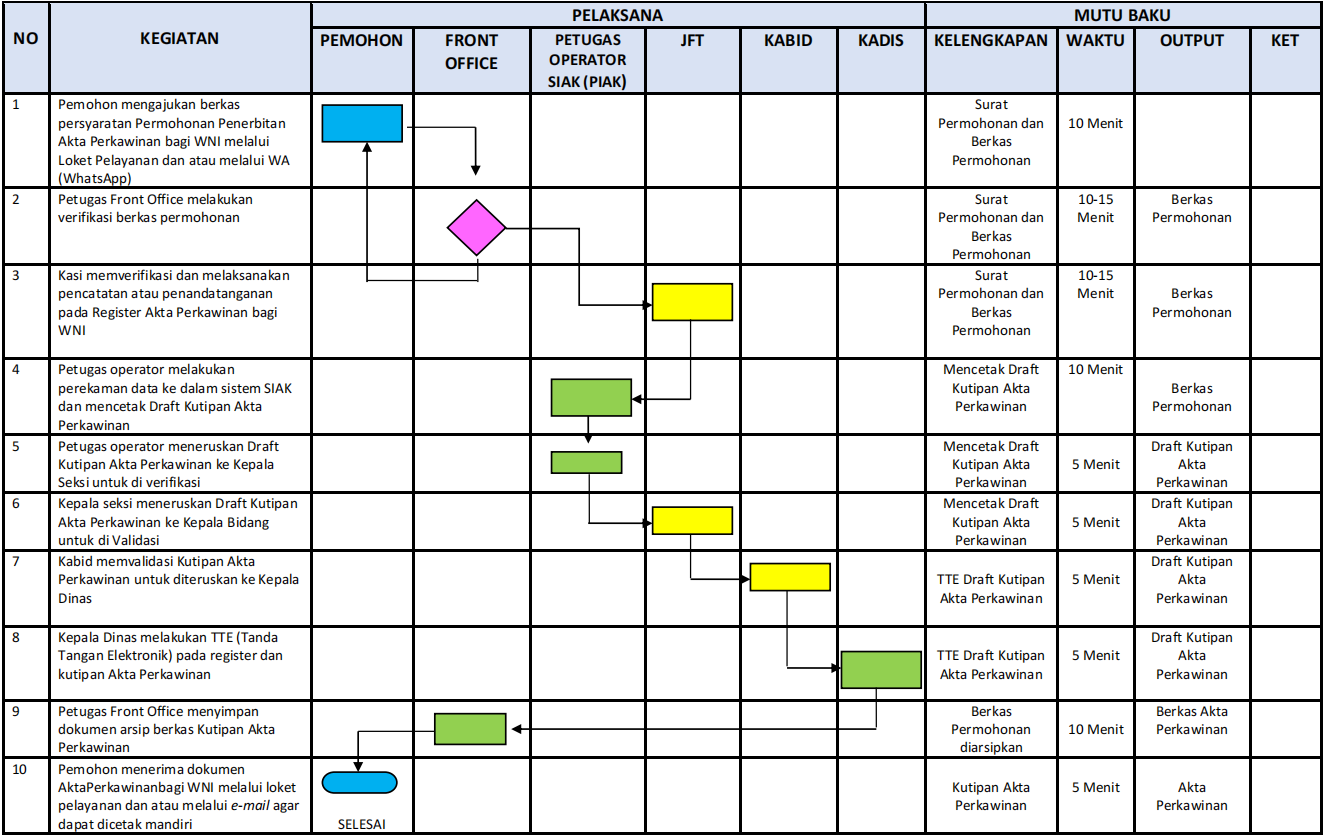 NO
KEGIATAN
PELAKSANA
MUTU BAKU
PEMOHON
FRONT
OFFICE
PETUGAS
OPERATOR
SIAK (PIAK)
JFT
KABID
KADIS
KELENGKAPAN
WAKTU
OUTPUT
KET
1
Pemohon mengajukan berkas
persyaratan Permohonan Penerbitan
Akta Perkawinan bagi WNI melalui
Loket Pelayanan dan atau melalui WA
(WhatsApp)
Surat
Permohonan dan
Berkas
Permohonan
10 Menit
2
Petugas Front Office melakukan
verifikasi berkas permohonan
Surat
Permohonan dan
Berkas
Permohonan
10-15
Menit
Berkas
Permohonan
3
Kasi memverifikasi dan melaksanakan
pencatatan atau penandatanganan
pada Register Akta Perkawinan bagi
WNI
Surat
Permohonan dan
Berkas
Permohonan
10-15
Menit
Berkas
Permohonan
4
Petugas operator melakukan
perekaman data ke dalam sistem SIAK
dan mencetak Draft Kutipan Akta
Perkawinan
Mencetak Draft
Kutipan Akta
Perkawinan
10 Menit
Berkas
Permohonan
5
Petugas operator meneruskan Draft
Kutipan Akta Perkawinan ke Kepala
Seksi untuk di verifikasi
Mencetak Draft
Kutipan Akta
Perkawinan
5 Menit
Draft Kutipan
Akta
Perkawinan
6
Kepala seksi meneruskan Draft Kutipan
Akta Perkawinan ke Kepala Bidang
untuk di Validasi
Mencetak Draft
Kutipan Akta
Perkawinan
5 Menit
Draft Kutipan
Akta
Perkawinan
7
Kabid memvalidasi Kutipan Akta
Perkawinan untuk diteruskan ke Kepala
Dinas
TTE Draft Kutipan
Akta Perkawinan
5 Menit
Draft Kutipan
Akta
Perkawinan
8
Kepala Dinas melakukan TTE (Tanda
Tangan Elektronik) pada register dan
kutipan Akta Perkawinan
TTE Draft Kutipan
Akta Perkawinan
5 Menit
Draft Kutipan
Akta
Perkawinan
9
Petugas Front Office menyimpan
dokumen arsip berkas Kutipan Akta
Perkawinan
Berkas
Permohonan
diarsipkan
10 Menit
Berkas Akta
Perkawinan
10
Pemohon menerima dokumen
AktaPerkawinanbagi WNI melalui loket
pelayanan dan atau melalui e-mail agar
dapat dicetak mandiri
SELESAI
Kutipan Akta
Perkawinan
5 Menit
Akta
Perkawinan